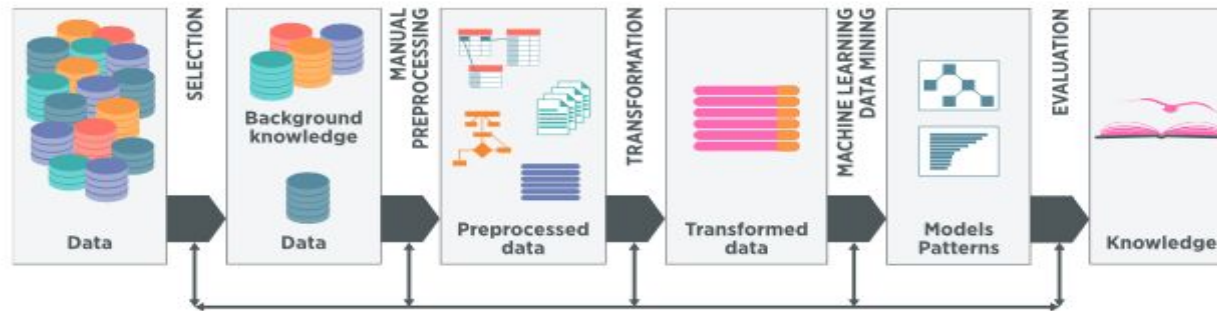 Data
SELECTION
Background
knowledge
Data
MANUAL
PREPROCESSING
Preprocessed
data
TRANSFORMATION
Transformed
data
MACHINE LEARNING
DATA MINING
Models
Patterns
EVALUATION
Knowledge